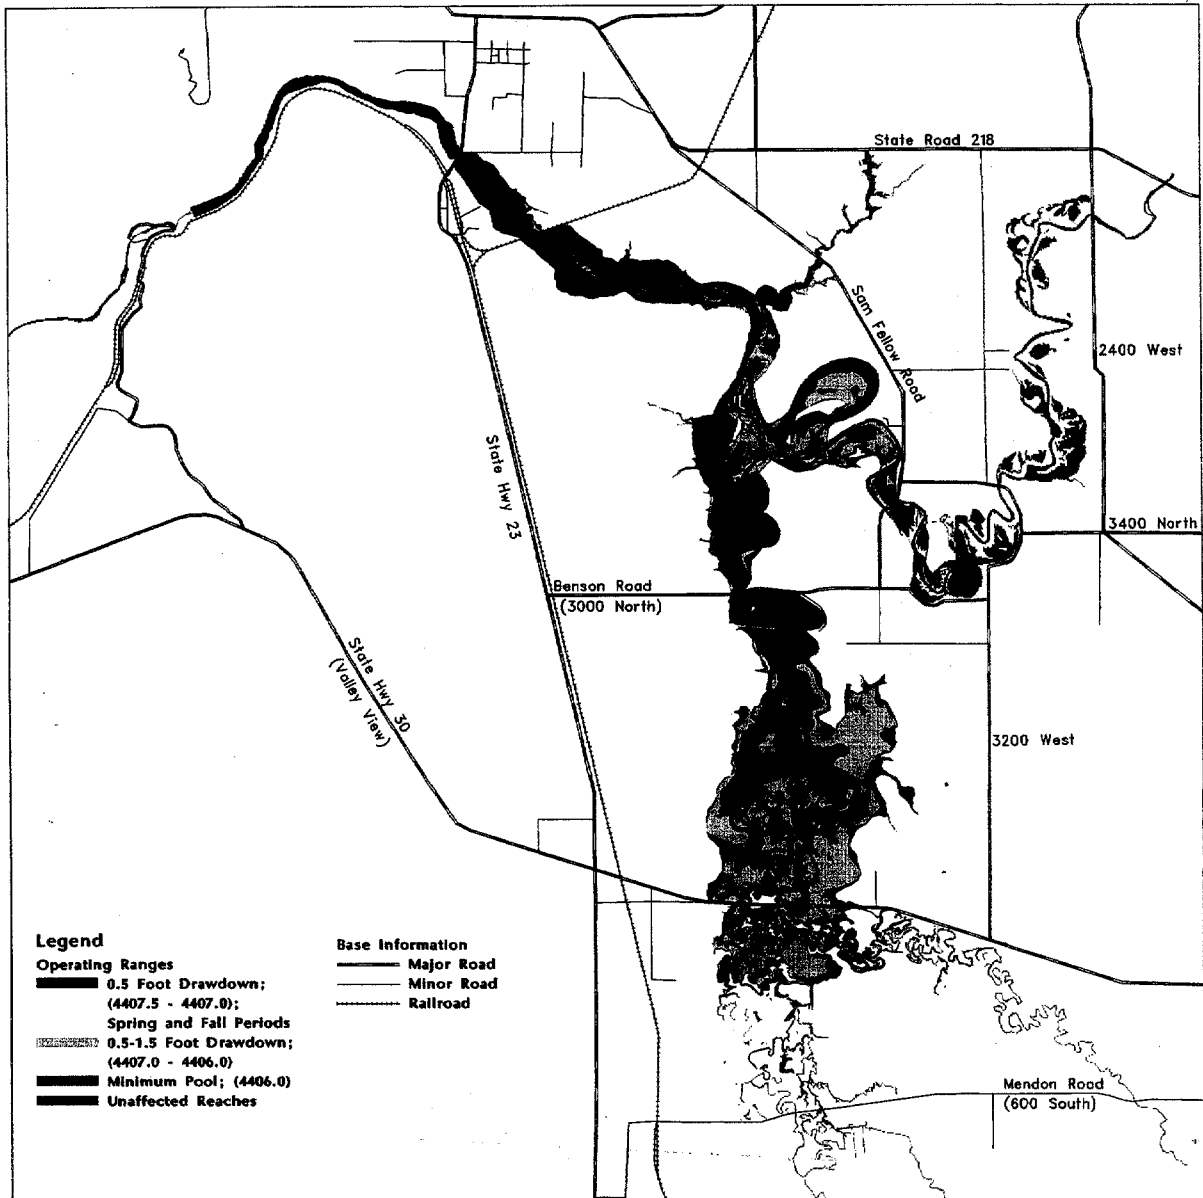 State Road 218
Sam Fellow Road
2400 West
State Hwy 23
3400 North
Benson Road
(3000 North)
State Hwy 30
(Valley View)
3200 West
Legend
Operating Ranges
0.5 Foot Drawdown;
(4407.5 - 4407.0);
Spring and Fall Periods
0.5-1.5 Foot Drawdown;
(4407.0 - 4406.0)
Minimum Pool; (4406.0)
Unaffected Reaches
Base Information
Major Road
Minor Road
Railroad
Mendon Road
(600 South)